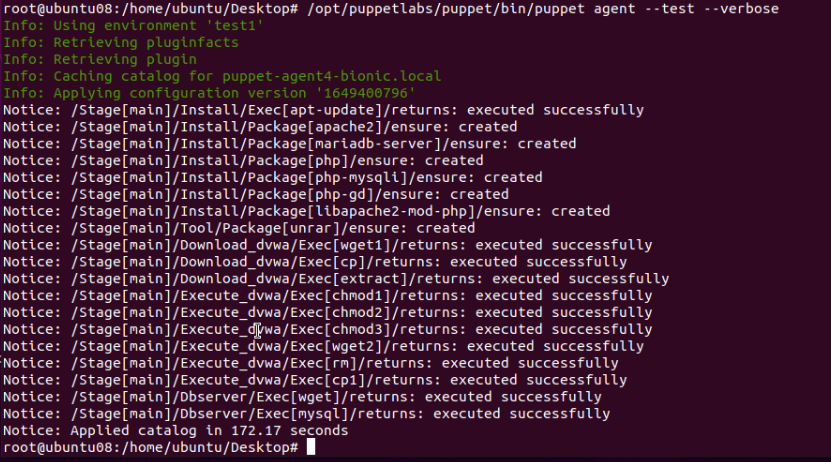 root@ubuntu08:/home/ubuntu/Desktop# /opt/puppetlabs/puppet/bin/puppet agent --test --verbose
Info: Using environment 'test1'
Info: Retrieving pluginfacts
Info: Retrieving plugin
Info: Caching catalog for puppet-agent4-bionic.local
Info: Applying configuration version '1649400796'
Notice: /Stage[main]/Install/Exec[apt-update]/returns: executed successfully
Notice: /Stage[main]/Install/Package[apache2]/ensure: created
Notice: /Stage[main]/Install/Package[mariadb-server]/ensure: created
Notice: /Stage[main]/Install/Package[php]/ensure: created
Notice: /Stage[main]/Install/Package[php-mysqli]/ensure: created
Notice: /Stage[main]/Install/Package[php-gd]/ensure: created
Notice: /Stage[main]/Install/Package[libapache2-mod-php]/ensure: created
Notice: /Stage[main]/Tool/Package[unrar]/ensure: created
Notice: /Stage[main]/Download_dvwa/Exec[wget1]/returns: executed successfully
Notice: /Stage[main]/Download_dvwa/Exec[cp]/returns: executed successfully
Notice: /Stage[main]/Download_dvwa/Exec[extract]/returns: executed successfully
Notice: /Stage[main]/Execute_dvwa/Exec[chmod1]/returns: executed successfully
Notice: /Stage[main]/Execute_dvwa/Exec[chmod2]/returns: executed successfully
Notice: /Stage[main]/Execute_dvwa/Exec[chmod3]/returns: executed successfully
Notice: /Stage[main]/Execute_dvwa/Exec[wget2]/returns: executed successfully
Notice: /Stage[main]/Execute_dvwa/Exec[rm]/returns: executed successfully
Notice: /Stage[main]/Execute_dvwa/Exec[cp1]/returns: executed successfully
Notice: /Stage[main]/Dbserver/Exec[wget]/returns: executed successfully
Notice: /Stage[main]/Dbserver/Exec[mysql]/returns: executed successfully
Notice: Applied catalog in 172.17 seconds
root@ubuntu08:/home/ubuntu/Desktop#